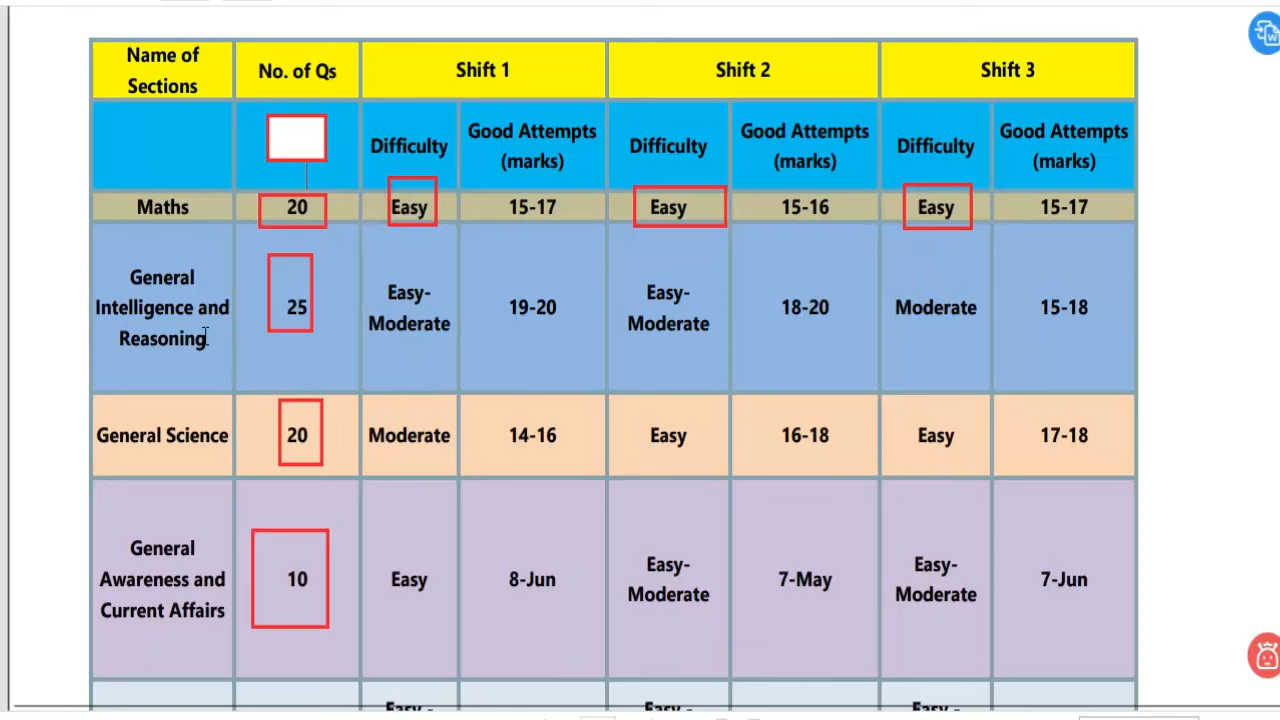 Name of
Sections
No. of Qs
Shift 1
Shift 2
Shift 3
Difficulty
Good Attempts
(marks)
Difficulty
Good Attempts
(marks)
Difficulty
Good Attempts
(marks)
Maths
20
Easy
15-17
Easy
15-16
Easy
15-17
General
Intelligence and
Reasoning
25
Easy-
Moderate
19-20
Easy-
Moderate
18-20
Moderate
15-18
General Science
20
Moderate
14-16
Easy
16-18
Easy
17-18
General
Awareness and
Current Affairs
10
Easy
8-Jun
Easy-
Moderate
7-May
Easy-
Moderate
7-Jun
Easy -
Easy -
Easy -